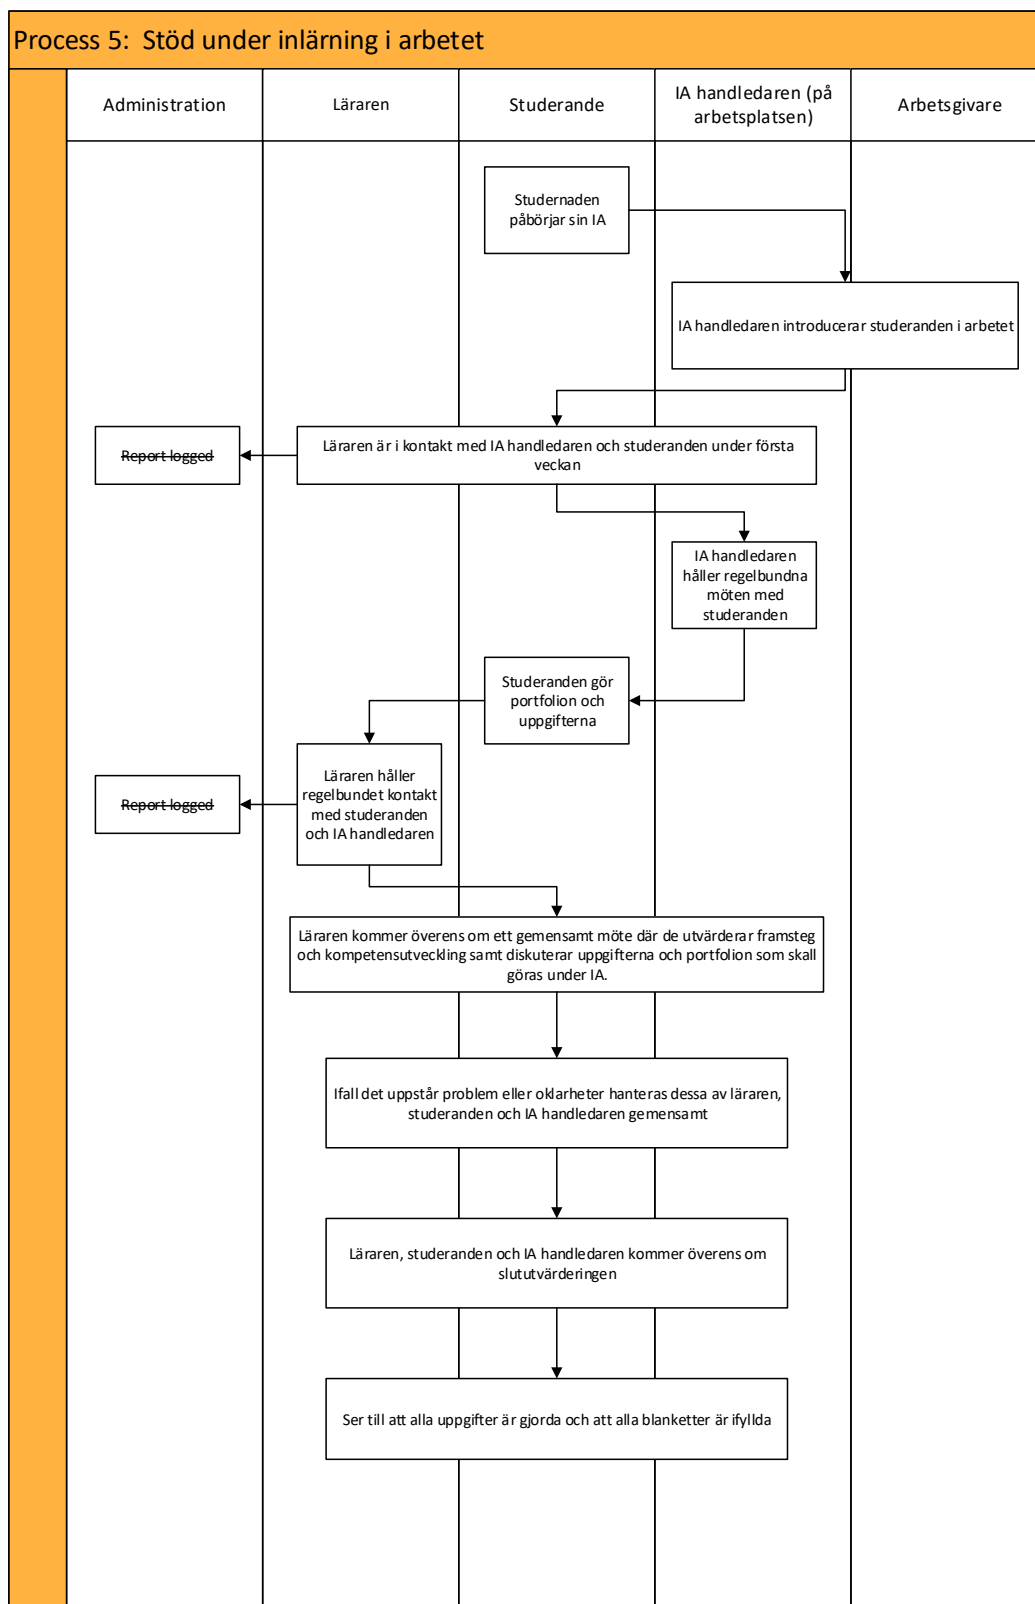 Process 5:  Stöd under inlärning i arbetet
Administration
Läraren
Studerande
IA handledaren (på
arbetsplatsen)
Arbetsgivare
Studernaden
påbörjar sin IA
IA handledaren introducerar studeranden i arbetet
Report logged
Läraren är i kontakt med IA handledaren och studeranden under första
veckan
IA handledaren
håller regelbundna
möten med
studeranden
Studeranden gör
portfolion och
uppgifterna
Report logged
Läraren håller
regelbundet kontakt
med studeranden
och IA handledaren
Läraren kommer överens om ett gemensamt möte där de utvärderar framsteg
och kompetensutveckling samt diskuterar uppgifterna och portfolion som skall
göras under IA.
Ifall det uppstår problem eller oklarheter hanteras dessa av läraren,
studeranden och IA handledaren gemensamt
Läraren, studeranden och IA handledaren kommer överens om
slututvärderingen
Ser till att alla uppgifter är gjorda och att alla blanketter är ifyllda